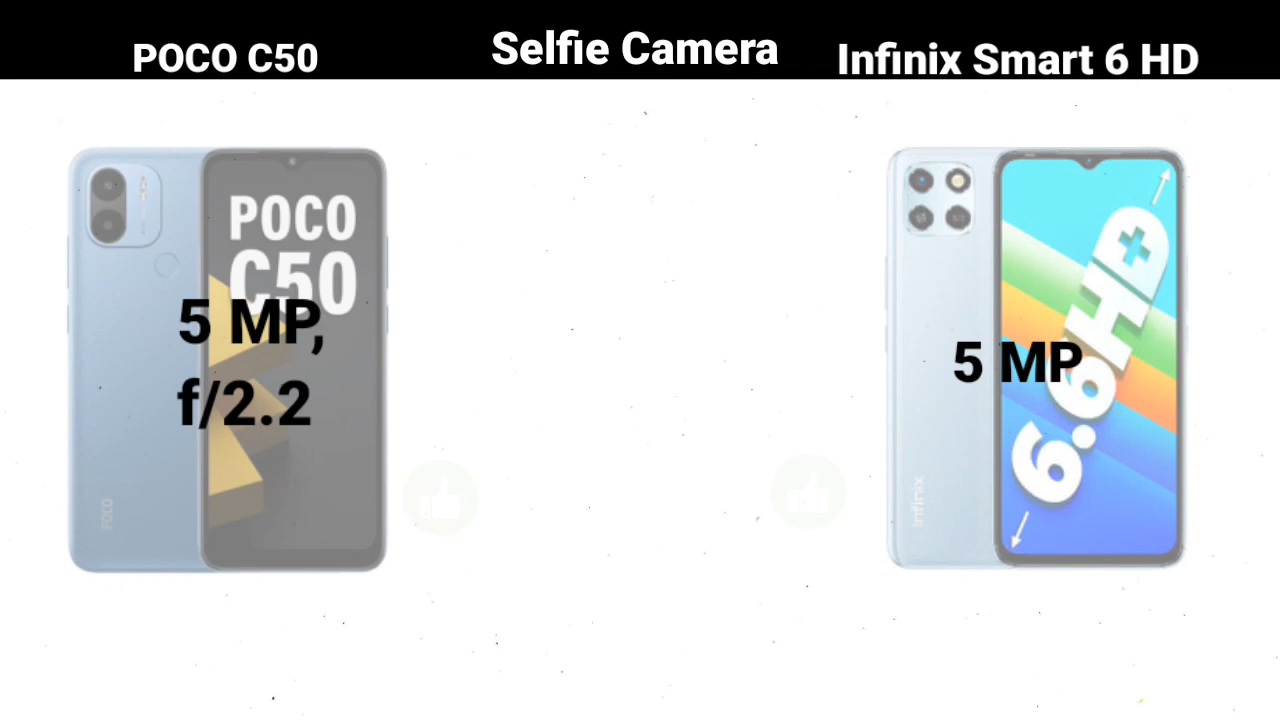 POCO C50
Selfie Camera
Infinix Smart 6 HD
POCO
C50
5 MP,
f/2.2
POCO
6.6HD+
5 MP
Infinix